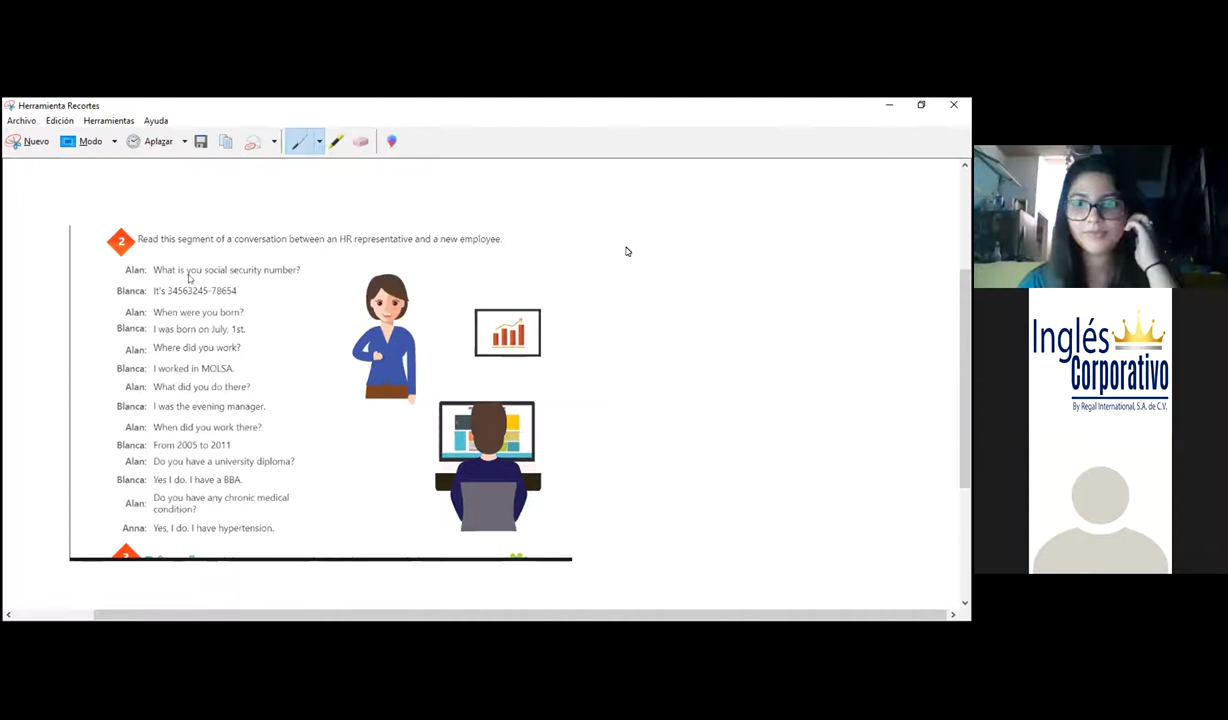 Herramienta Recortes
Archivo Edición Herramientas Ayuda
Nuevo Modo Aplazar
2 Read this segment of a conversation between an HR representative and a new employee.
Alan: What is you social security number?
Blanca: It's 34563245-78654
Alan: When were you born?
Blanca: I was born on July, 1st.
Alan: Where did you work?
Blanca: I worked in MOLSA.
Alan: What did you do there?
Blanca: I was the evening manager.
Alan: When did you work there?
Blanca: From 2005 to 2011
Alan: Do you have a university diploma?
Blanca: Yes I do. I have a BBA.
Alan: Do you have any chronic medical
condition?
Anna: Yes, I do. I have hypertension.
Inglés
Corporativo
By Regal International, S.A. de C.V.